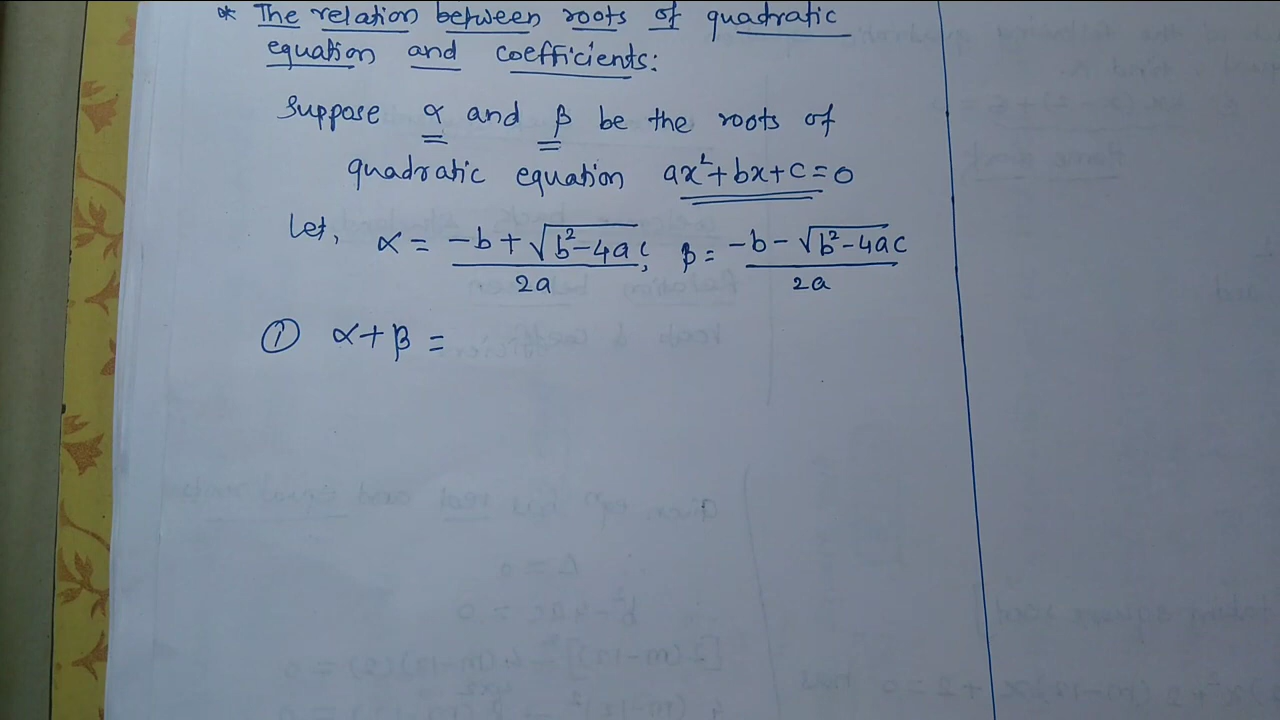 * The relation between roots of quadratic
equation and coefficients:
Suppose α and β be the roots of
quadratic equation ax²+bx+c=0
Let, α = (-b+√(b²-4ac))/2a, β = (-b-√(b²-4ac))/2a
① α+β =